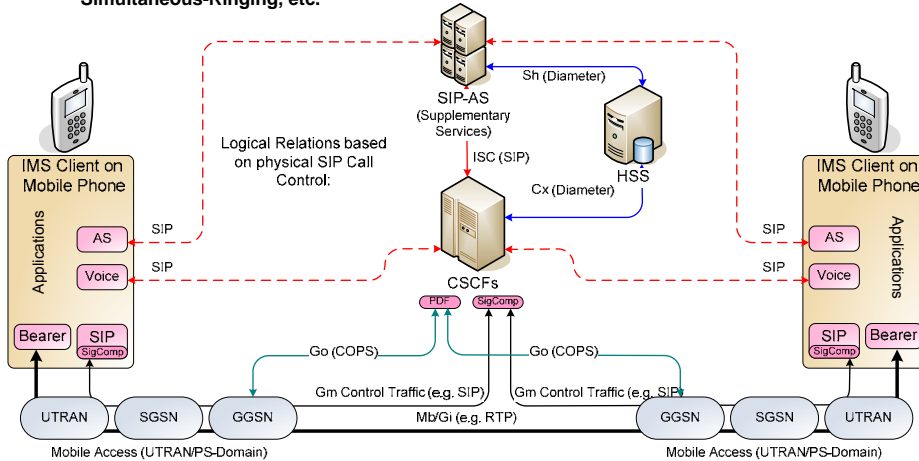 Simultaneous-Ringing, etc.
Sh (Diameter)
SIP-AS
(Supplementary
Services)
Logical Relations based
on physical SIP Call
Control:
ISC (SIP)
HSS
Cx (Diameter)
IMS Client on
Mobile Phone
Applications
AS
Voice
Bearer
SIP
SigComp
SIP
SIP
CSCFs
PDF
SigComp
SIP
SIP
IMS Client on
Mobile Phone
Applications
AS
Voice
SIP
SigComp
Bearer
Go (COPS)
Go (COPS)
Gm Control Traffic (e.g. SIP)
Gm Control Traffic (e.g. SIP)
Mb/Gi (e.g. RTP)
UTRAN
SGSN
GGSN
GGSN
SGSN
UTRAN
Mobile Access (UTRAN/PS-Domain)
Mobile Access (UTRAN/PS-Domain)